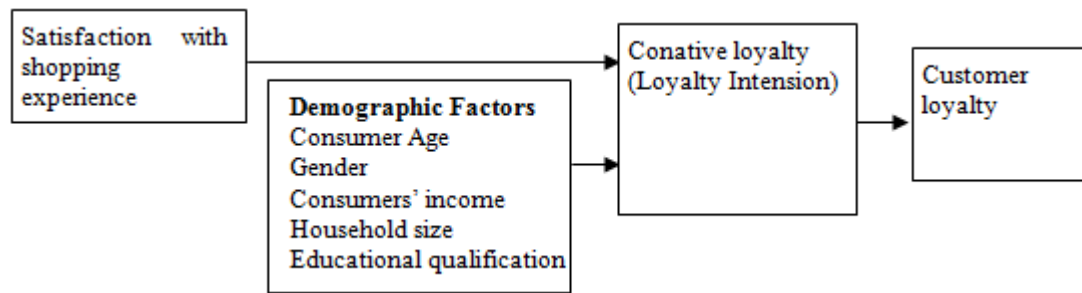 Satisfaction with
shopping
experience
Demographic Factors
Consumer Age
Gender
Consumers' income
Household size
Educational qualification
Conative loyalty
(Loyalty Intension)
Customer
loyalty